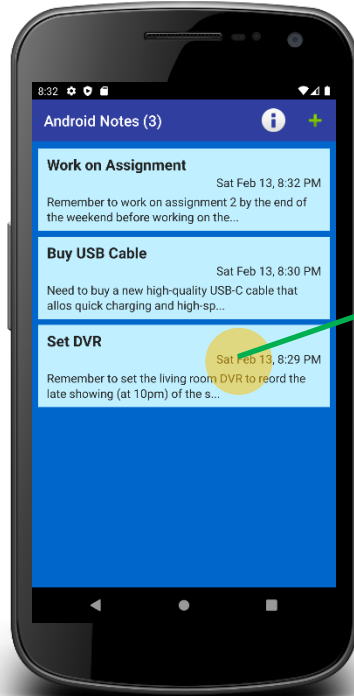 8:32
Android Notes (3)
i
+
Work on Assignment
Sat Feb 13, 8:32 PM
Remember to work on assignment 2 by the end of
the weekend before working on the...
Buy USB Cable
Sat Feb 13, 8:30 PM
Need to buy a new high-quality USB-C cable that
allos quick charging and high-sp...
Set DVR
Sat Feb 13, 8:29 PM
Remember to set the living room DVR to reord the
late showing (at 10pm) of the s...